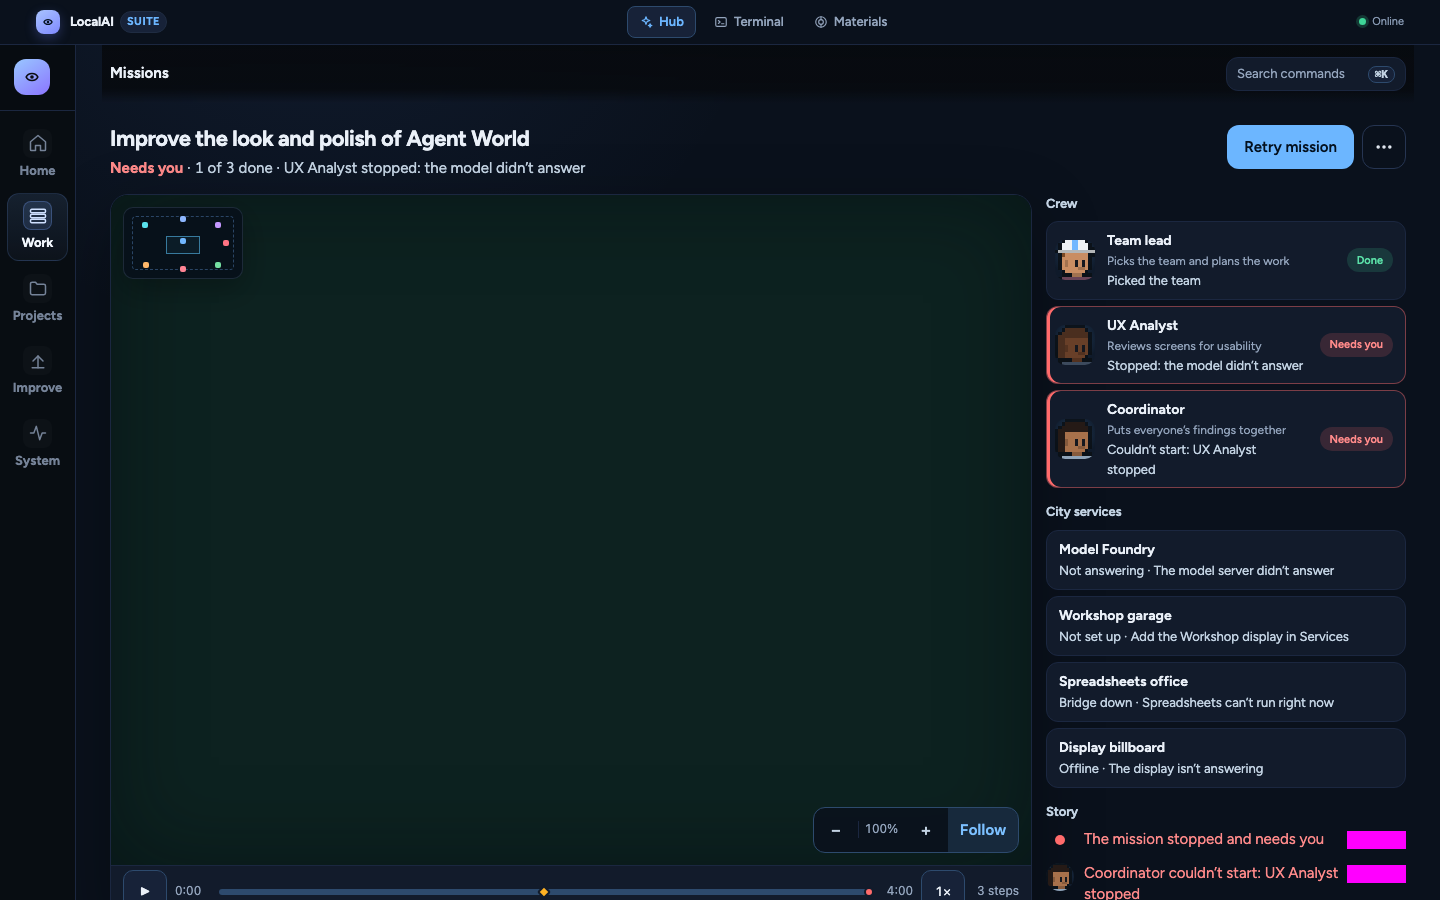 LocalAI SUITE
Hub
Terminal
Materials
Online
Missions
Search commands ⌘K
Home
Work
Projects
Improve
System
Improve the look and polish of Agent World
Needs you · 1 of 3 done · UX Analyst stopped: the model didn’t answer
Retry mission
Crew
Team lead
Picks the team and plans the work
Picked the team
Done
UX Analyst
Reviews screens for usability
Stopped: the model didn’t answer
Needs you
Coordinator
Puts everyone’s findings together
Couldn’t start: UX Analyst
stopped
Needs you
City services
Model Foundry
Not answering · The model server didn’t answer
Workshop garage
Not set up · Add the Workshop display in Services
Spreadsheets office
Bridge down · Spreadsheets can’t run right now
Display billboard
Offline · The display isn’t answering
Story
The mission stopped and needs you
Coordinator couldn’t start: UX Analyst
stopped
− 100% + Follow
0:00
4:00
1×
3 steps